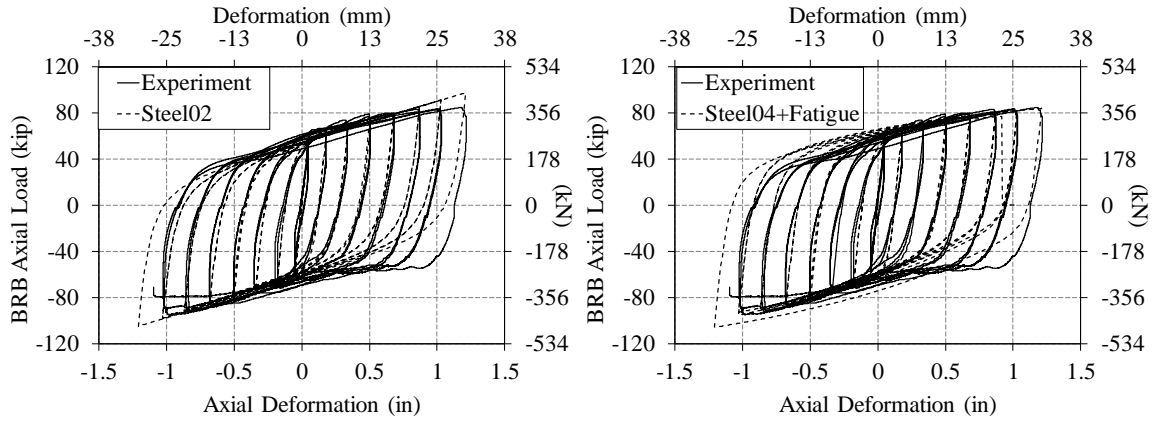 Deformation (mm)
-38 -25 -13 0 13 25 38
120 80 40 0 -40 -80 -120
BRB Axial Load (kip)
Experiment
Steel02
534 356 178 0 -178 -356 -534
(kN)
-1.5 -1 -0.5 0 0.5 1 1.5
Axial Deformation (in)
Deformation (mm)
-38 -25 -13 0 13 25 38
120 80 40 0 -40 -80 -120
BRB Axial Load (kip)
Experiment
Steel04+Fatigue
534 356 178 0 -178 -356 -534
(kN)
-1.5 -1 -0.5 0 0.5 1 1.5
Axial Deformation (in)